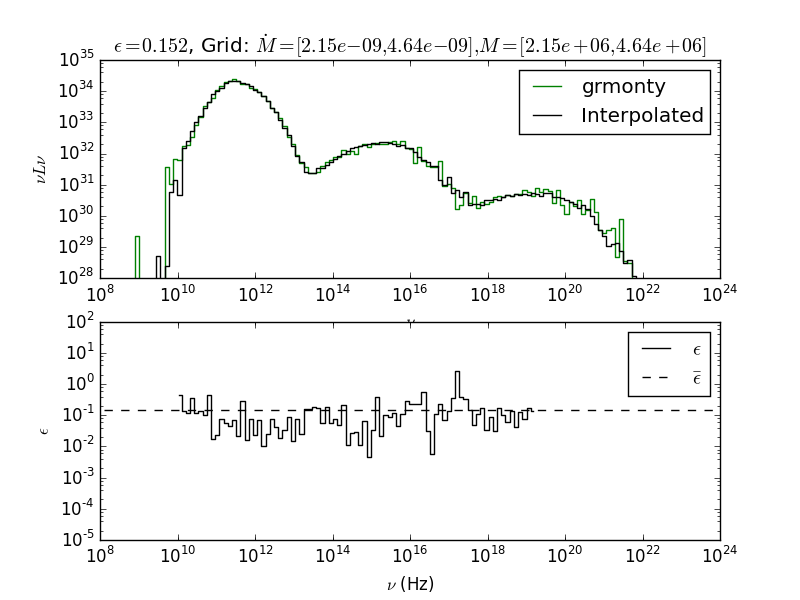 ϵ=0.152, Grid: Ṁ=[2.15e−09,4.64e−09],M=[2.15e+06,4.64e+06]
10³⁵
10³⁴
10³³
10³²
10³¹
10³⁰
10²⁹
10²⁸
νLν
grmonty
Interpolated
10⁸ 10¹⁰ 10¹² 10¹⁴ 10¹⁶ 10¹⁸ 10²⁰ 10²² 10²⁴
10²
10¹
10⁰
10⁻¹
10⁻²
10⁻³
10⁻⁴
10⁻⁵
ϵ
ϵ
ϵ̄
10⁸ 10¹⁰ 10¹² 10¹⁴ 10¹⁶ 10¹⁸ 10²⁰ 10²² 10²⁴
ν (Hz)